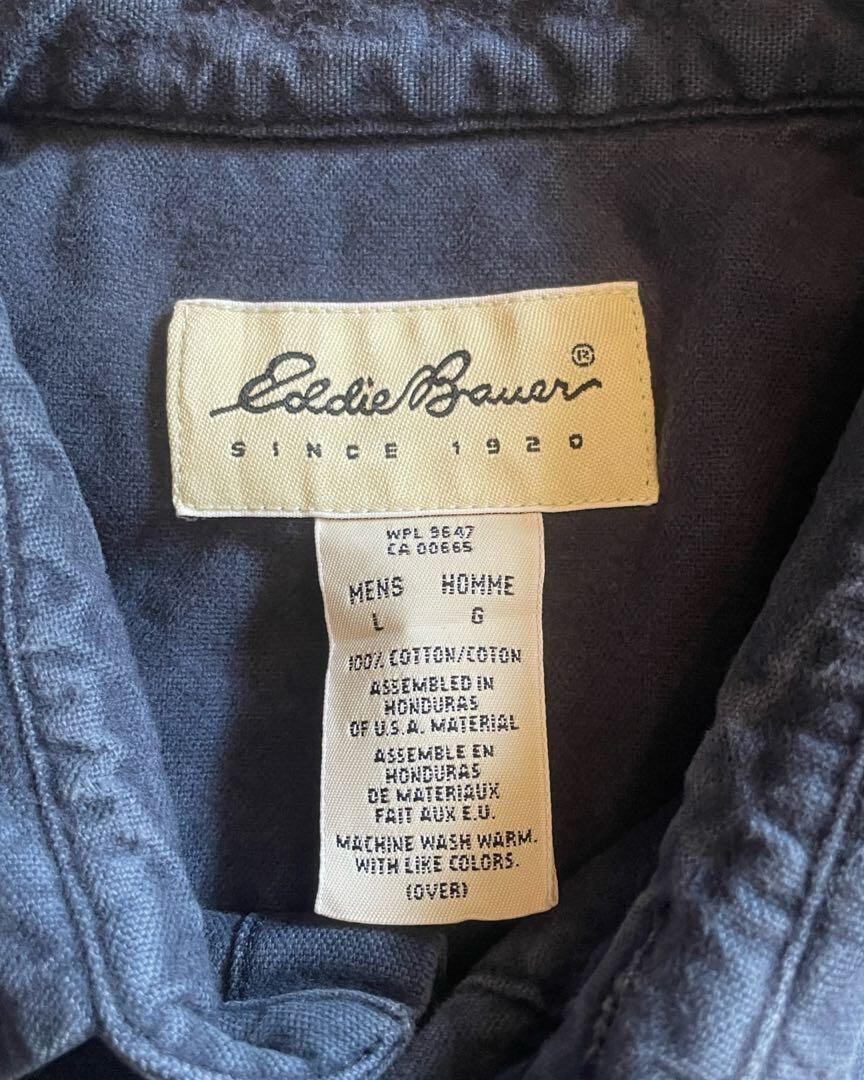 Eddie Bauer®
SINCE 1920
WPL 9647
CA 00665
MENS HOMME
L G
100% COTTON/COTON
ASSEMBLED IN
HONDURAS
OF U.S.A. MATERIAL
ASSEMBLE EN
HONDURAS
DE MATERIAUX
FAIT AUX E.U.
MACHINE WASH WARM.
WITH LIKE COLORS.
(OVER)